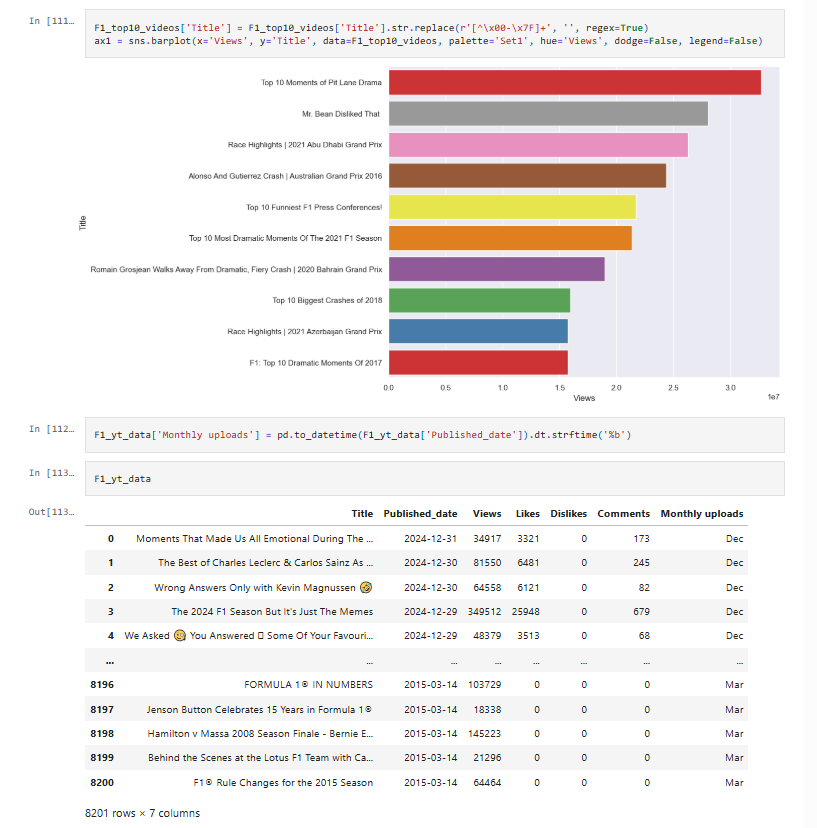 In [111…
F1_top10_videos['Title'] = F1_top10_videos['Title'].str.replace(r'[^\x00-\x7F]+', '', regex=True)
ax1 = sns.barplot(x='Views', y='Title', data=F1_top10_videos, palette='Set1', hue='Views', dodge=False, legend=False)
Top 10 Moments of Pit Lane Drama
Mr. Bean Disliked That
Race Highlights | 2021 Abu Dhabi Grand Prix
Alonso And Gutierrez Crash | Australian Grand Prix 2016
Top 10 Funniest F1 Press Conferences!
Title
Top 10 Most Dramatic Moments Of The 2021 F1 Season
Romain Grosjean Walks Away From Dramatic, Fiery Crash | 2020 Bahrain Grand Prix
Top 10 Biggest Crashes of 2018
Race Highlights | 2021 Azerbaijan Grand Prix
F1: Top 10 Dramatic Moments Of 2017
0.0 0.5 1.0 1.5 2.0 2.5 3.0
Views
1e7
In [112…
F1_yt_data['Monthly uploads'] = pd.to_datetime(F1_yt_data['Published_date']).dt.strftime('%b')
In [113…
F1_yt_data
Out[113…
Title Published_date Views Likes Dislikes Comments Monthly uploads
0 Moments That Made Us All Emotional During The ... 2024-12-31 34917 3321 0 173 Dec
1 The Best of Charles Leclerc & Carlos Sainz As ... 2024-12-30 81550 6481 0 245 Dec
2 Wrong Answers Only with Kevin Magnussen 🤣 2024-12-30 64558 6121 0 82 Dec
3 The 2024 F1 Season But It's Just The Memes 2024-12-29 349512 25948 0 679 Dec
4 We Asked 🤔 You Answered ▯ Some Of Your Favouri... 2024-12-29 48379 3513 0 68 Dec
... ... ... ... ... ... ... ...
8196 FORMULA 1® IN NUMBERS 2015-03-14 103729 0 0 0 Mar
8197 Jenson Button Celebrates 15 Years in Formula 1® 2015-03-14 18338 0 0 0 Mar
8198 Hamilton v Massa 2008 Season Finale - Bernie E... 2015-03-14 145223 0 0 0 Mar
8199 Behind the Scenes at the Lotus F1 Team with Ca... 2015-03-14 21296 0 0 0 Mar
8200 F1® Rule Changes for the 2015 Season 2015-03-14 64464 0 0 0 Mar
8201 rows × 7 columns